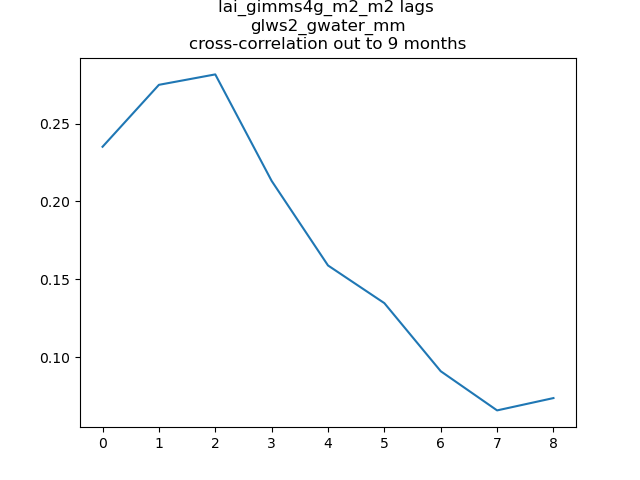 lai_gimms4g_m2_m2 lags
glws2_gwater_mm
cross-correlation out to 9 months
0.25
0.20
0.15
0.10
0 1 2 3 4 5 6 7 8